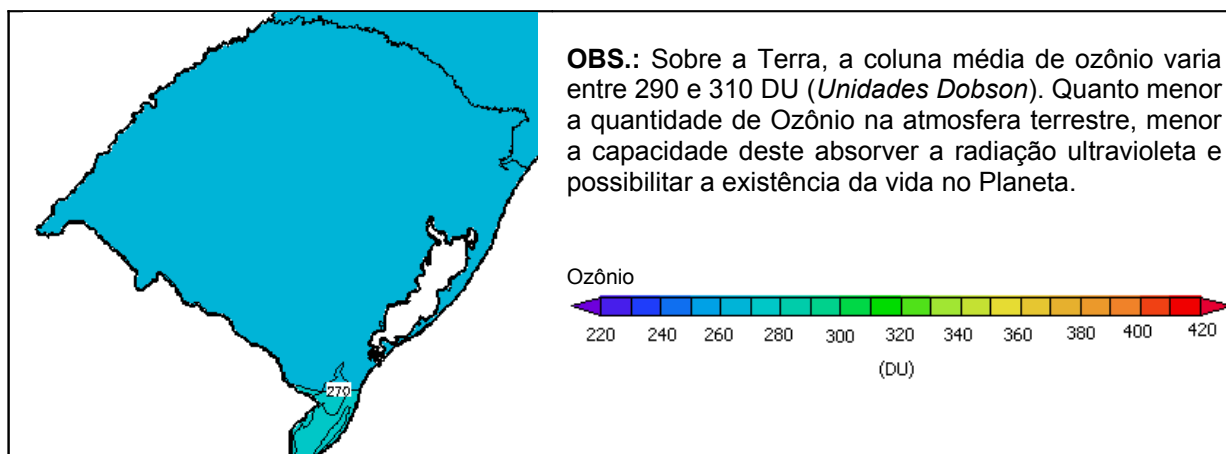 OBS.: Sobre a Terra, a coluna média de ozônio varia
entre 290 e 310 DU (Unidades Dobson). Quanto menor
a quantidade de Ozônio na atmosfera terrestre, menor
a capacidade deste absorver a radiação ultravioleta e
possibilitar a existência da vida no Planeta.
Ozônio
220 240 260 280 300 320 340 360 380 400 420
(DU)
270